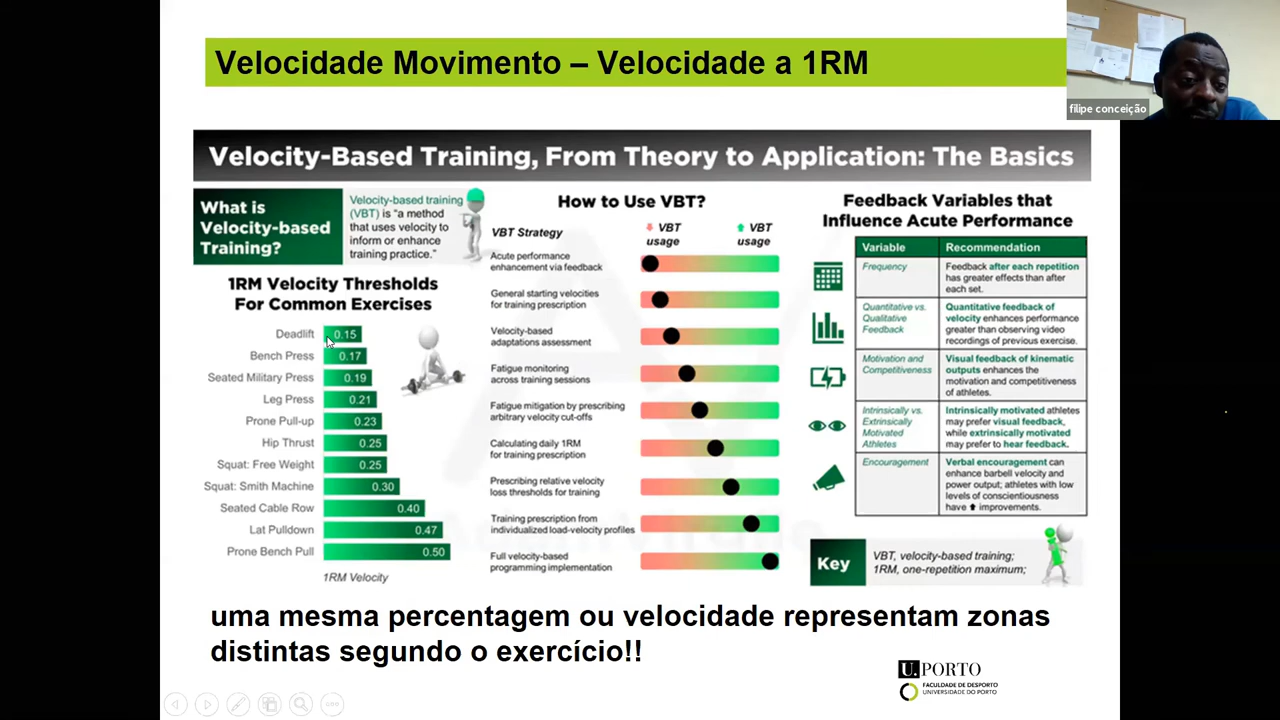 Velocidade Movimento – Velocidade a 1RM
filipe conceição
Velocity-Based Training, From Theory to Application: The Basics
What is
Velocity-based
Training?
Velocity-based training
(VBT) is “a method
that uses velocity to
inform or enhance
training practice.”
1RM Velocity Thresholds
For Common Exercises
Deadlift 0.15
Bench Press 0.17
Seated Military Press 0.19
Leg Press 0.21
Prone Pull-up 0.23
Hip Thrust 0.25
Squat: Free Weight 0.25
Squat: Smith Machine 0.30
Seated Cable Row 0.40
Lat Pulldown 0.47
Prone Bench Pull 0.50
1RM Velocity
How to Use VBT?
VBT Strategy
VBT
usage
VBT
usage
Acute performance
enhancement via feedback
General starting velocities
for training prescription
Velocity-based
adaptations assessment
Fatigue monitoring
across training sessions
Fatigue mitigation by prescribing
arbitrary velocity cut-offs
Calculating daily 1RM
for training prescription
Prescribing relative velocity
loss thresholds for training
Training prescription from
individualized load-velocity profiles
Full velocity-based
programming implementation
Feedback Variables that
Influence Acute Performance
Variable Recommendation
Frequency
Feedback after each repetition
has greater effects than after
each set.
Quantitative vs.
Qualitative
Feedback
Quantitative feedback of
velocity enhances performance
greater than observing video
recordings of previous exercise.
Motivation and
Competitiveness
Visual feedback of kinematic
outputs enhances the
motivation and competitiveness
of athletes.
Intrinsically vs.
Extrinsically
Motivated
Athletes
Intrinsically motivated athletes
may prefer visual feedback,
while extrinsically motivated
may prefer to hear feedback.
Encouragement
Verbal encouragement can
enhance barbell velocity and
power output; athletes with low
levels of conscientiousness
have ⬆ improvements.
Key
VBT, velocity-based training;
1RM, one-repetition maximum;
uma mesma percentagem ou velocidade representam zonas
distintas segundo o exercício!!
U.PORTO
FACULDADE DE DESPORTO
UNIVERSIDADE DO PORTO